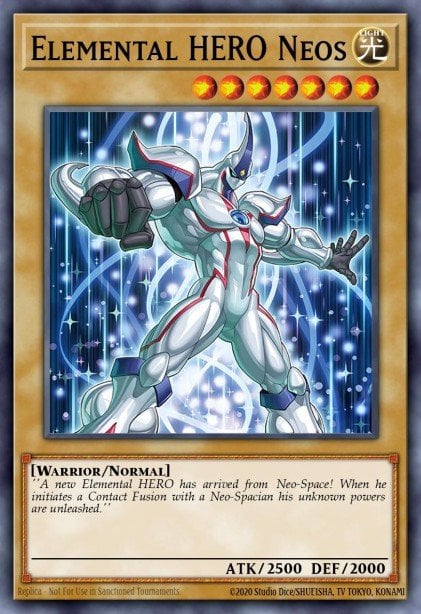 Elemental HERO Neos
LIGHT
光
[Warrior/Normal]
''A new Elemental HERO has arrived from Neo-Space! When he
initiates a Contact Fusion with a Neo-Spacian his unknown powers
are unleashed.''
ATK/2500 DEF/2000
Replica - Not For Use in Sanctioned Tournaments
©2020 Studio Dice/SHUEISHA, TV TOKYO, KONAMI